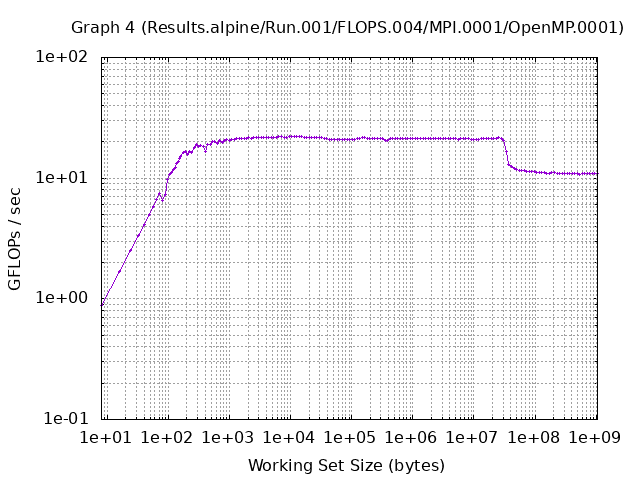 Graph 4 (Results.alpine/Run.001/FLOPS.004/MPI.0001/OpenMP.0001)
1e+02
1e+01
1e+00
1e-01
GFLOPs / sec
1e+01 1e+02 1e+03 1e+04 1e+05 1e+06 1e+07 1e+08 1e+09
Working Set Size (bytes)